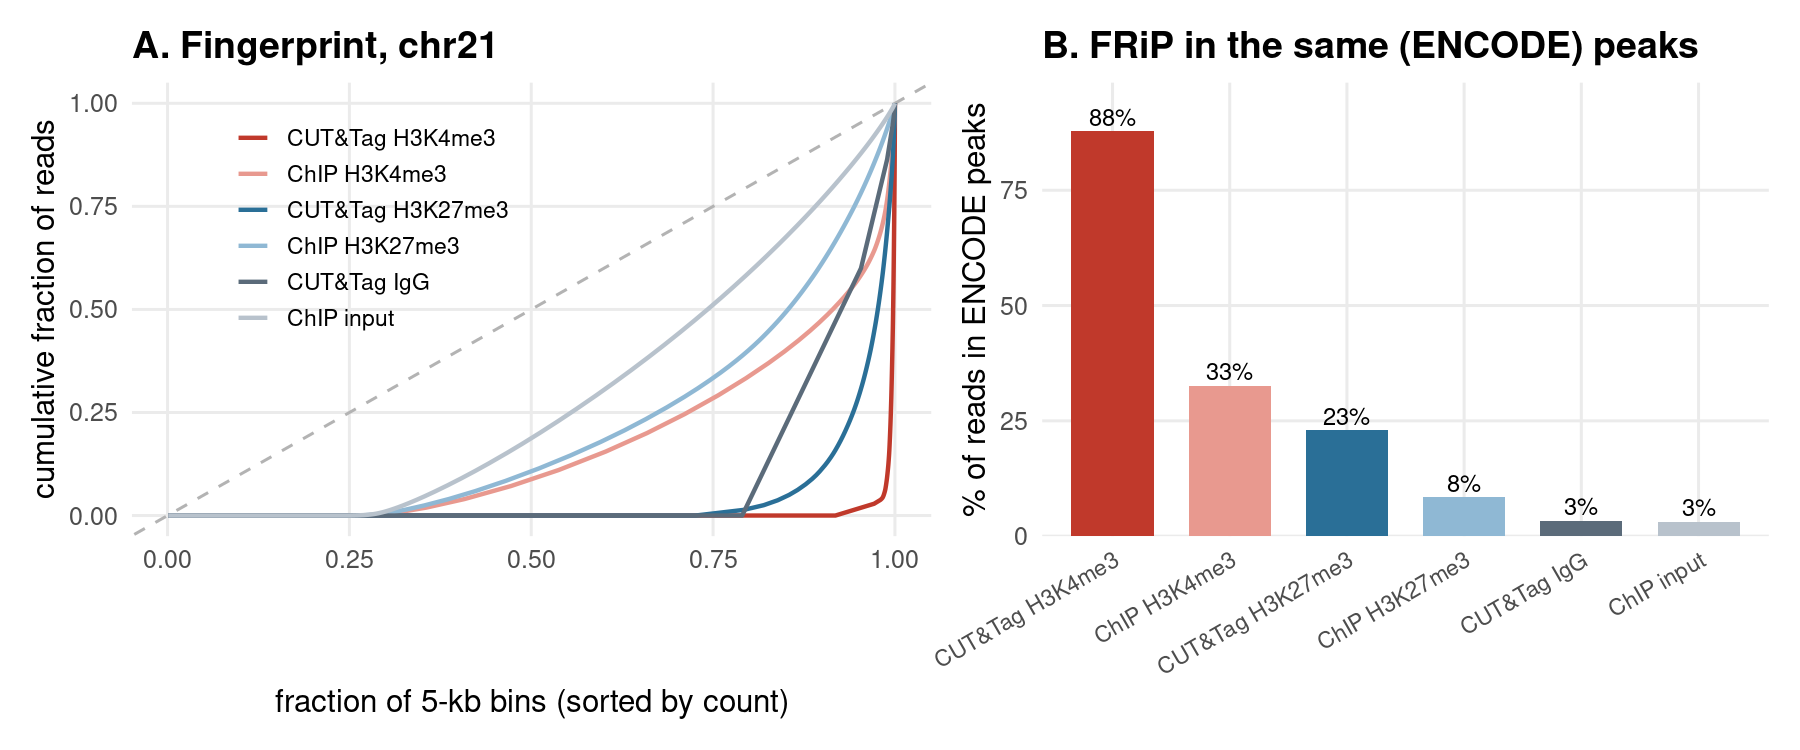 A. Fingerprint, chr21
cumulative fraction of reads
1.00
0.75
0.50
0.25
0.00
CUT&Tag H3K4me3
ChIP H3K4me3
CUT&Tag H3K27me3
ChIP H3K27me3
CUT&Tag IgG
ChIP input
0.00
0.25
0.50
0.75
1.00
fraction of 5-kb bins (sorted by count)
B. FRiP in the same (ENCODE) peaks
% of reads in ENCODE peaks
75
50
25
0
88%
33%
23%
8%
3%
3%
CUT&Tag H3K4me3
ChIP H3K4me3
CUT&Tag H3K27me3
ChIP H3K27me3
CUT&Tag IgG
ChIP input